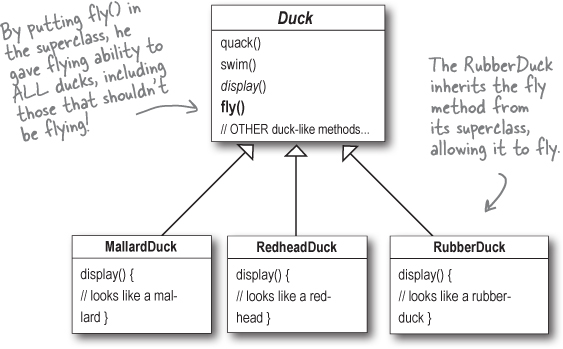 By putting fly() in
the superclass, he
gave flying ability to
ALL ducks, including
those that shouldn't
be flying!
Duck
quack()
swim()
display()
fly()
// OTHER duck-like methods...
The RubberDuck
inherits the fly
method from
its superclass,
allowing it to fly.
MallardDuck
display() {
// looks like a mal-
lard }
RedheadDuck
display() {
// looks like a red-
head }
RubberDuck
display() {
// looks like a rubber-
duck }